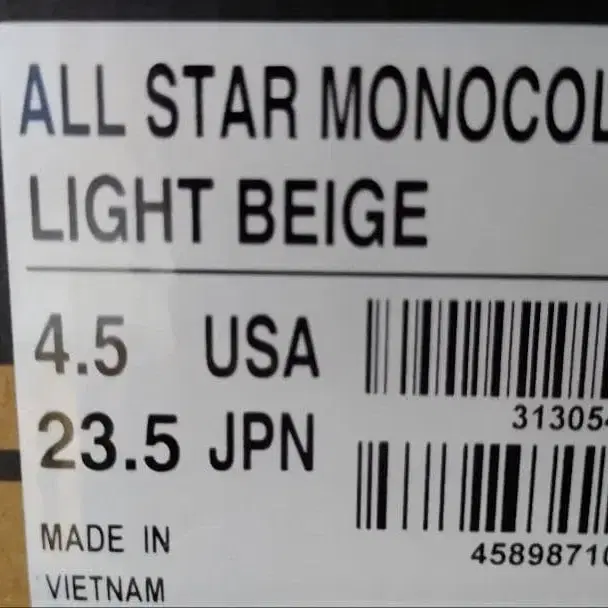 ALL STAR MONOCOL
LIGHT BEIGE
4.5 USA
23.5 JPN
31305
4589871
MADE IN
VIETNAM